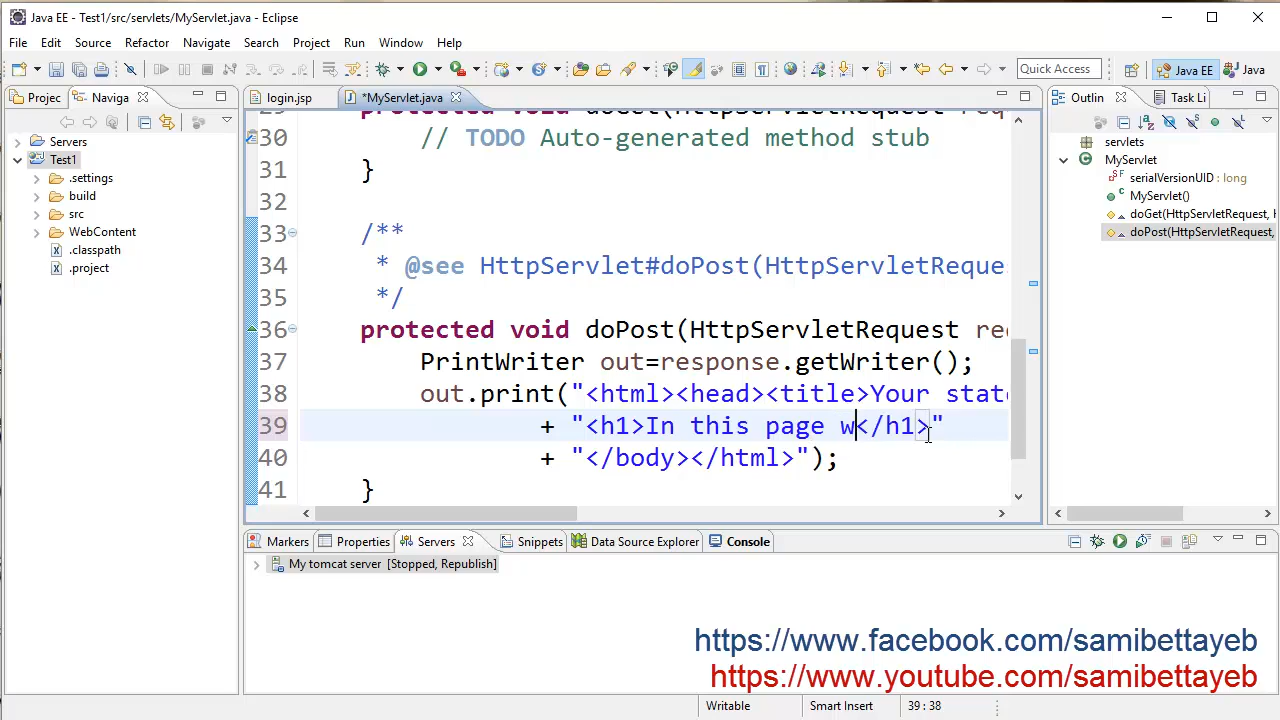 Java EE - Test1/src/servlets/MyServlet.java - Eclipse
File Edit Source Refactor Navigate Search Project Run Window Help
Quick Access Java EE Java
Projec Naviga
login.jsp *MyServlet.java
Outlin Task Li
Servers
Test1
.settings
build
src
WebContent
.classpath
.project
30 // TODO Auto-generated method stub
31 }
32
33 /**
34 * @see HttpServlet#doPost(HttpServletReque
35 */
36 protected void doPost(HttpServletRequest re
37 PrintWriter out=response.getWriter();
38 out.print("<html><head><title>Your stat
39 + "<h1>In this page w</h1>"
40 + "</body></html>");
41 }
servlets
MyServlet
serialVersionUID : long
MyServlet()
doGet(HttpServletRequest, H
doPost(HttpServletRequest,
Markers Properties Servers Snippets Data Source Explorer Console
My tomcat server [Stopped, Republish]
https://www.facebook.com/samibettayeb
https://www.youtube.com/samibettayeb
Writable Smart Insert 39 : 38